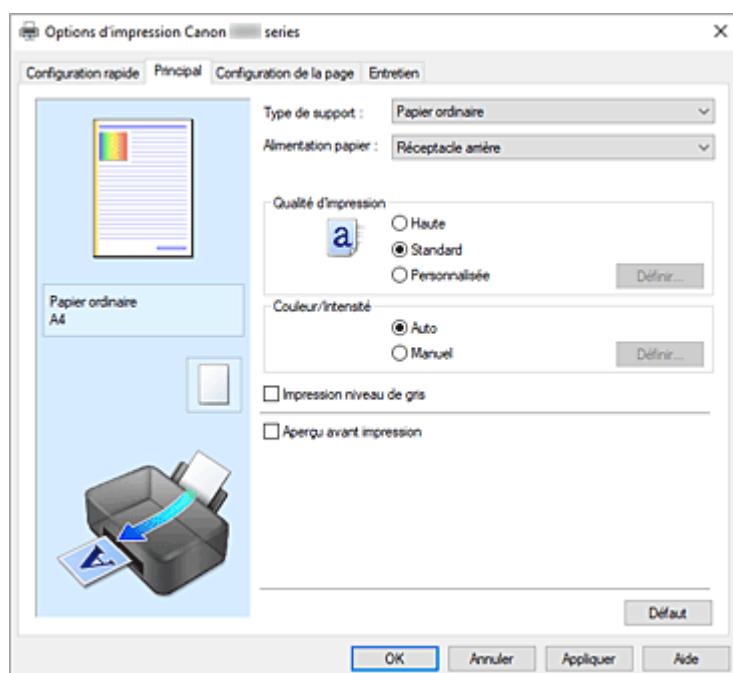 Options d'impression Canon series
Configuration rapide Principal Configuration de la page Entretien
Type de support : Papier ordinaire
Alimentation papier : Réceptacle arrière
Qualité d'impression
a
Haute
Standard
Personnalisée Définir...
Papier ordinaire
A4
Couleur/Intensité
Auto
Manuel Définir...
Impression niveau de gris
Aperçu avant impression
A
Défaut
OK Annuler Appliquer Aide